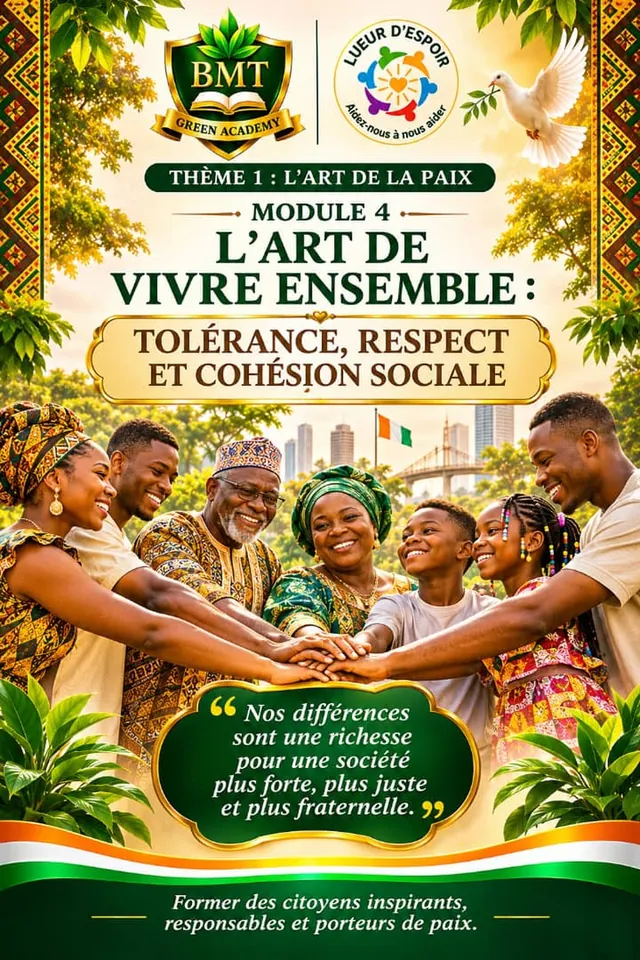 BMT
GREEN ACADEMY
LUEUR D'ESPOIR
Aidez-nous à nous aider
THÈME 1 : L'ART DE LA PAIX
MODULE 4
L'ART DE
VIVRE ENSEMBLE :
TOLÉRANCE, RESPECT
ET COHÉSION SOCIALE
“ Nos différences
sont une richesse
pour une société
plus forte, plus juste
et plus fraternelle. ”
Former des citoyens inspirants,
responsables et porteurs de paix.